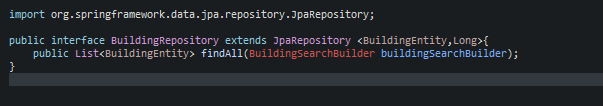 import org.springframework.data.jpa.repository.JpaRepository;
public interface BuildingRepository extends JpaRepository <BuildingEntity,Long>{
public List<BuildingEntity> findAll(BuildingSearchBuilder buildingSearchBuilder);
}